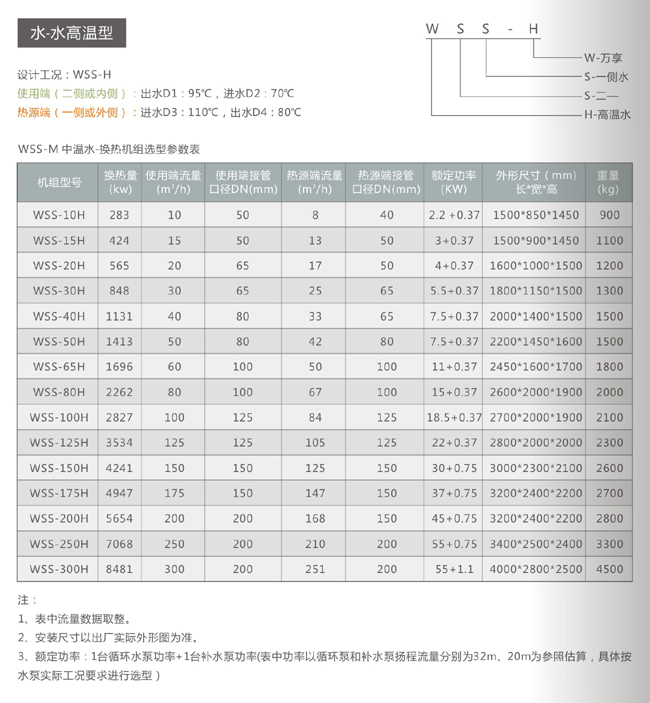 水-水高温型
W S S - H
W-万享
S-一侧水
S-二—
H-高温水
设计工况：WSS-H
使用端（二侧或内侧）：出水D1：95℃，进水D2：70℃
热源端（一侧或外侧）：进水D3：110℃，出水D4：80℃
WSS-M 中温水-换热机组选型参数表
机组型号 换热量(kw) 使用端流量(m³/h) 使用端接管口径DN(mm) 热源端流量(m³/h) 热源端接管口径DN(mm) 额定功率(KW) 外形尺寸（mm）长*宽*高 重量(kg)
WSS-10H 283 10 50 8 40 2.2 +0.37 1500*850*1450 900
WSS-15H 424 15 50 13 50 3+0.37 1500*900*1450 1100
WSS-20H 565 20 65 17 50 4+0.37 1600*1000*1500 1200
WSS-30H 848 30 65 25 65 5.5+0.37 1800*1150*1500 1300
WSS-40H 1131 40 80 33 65 7.5+0.37 2000*1400*1500 1500
WSS-50H 1413 50 80 42 80 7.5+0.37 2200*1450*1600 1500
WSS-65H 1696 60 100 50 100 11+0.37 2450*1600*1700 1800
WSS-80H 2262 80 100 67 100 15+0.37 2600*2000*1900 2000
WSS-100H 2827 100 125 84 125 18.5+0.37 2700*2000*1900 2100
WSS-125H 3534 125 125 105 125 22+0.37 2800*2000*2000 2300
WSS-150H 4241 150 150 125 150 30+0.75 3000*2300*2100 2600
WSS-175H 4947 175 150 147 150 37+0.75 3200*2400*2200 2700
WSS-200H 5654 200 200 168 150 45+0.75 3200*2400*2200 2800
WSS-250H 7068 250 200 210 200 55+0.75 3400*2500*2400 3300
WSS-300H 8481 300 200 251 200 55+1.1 4000*2800*2500 4500
注：
1、表中流量数据取整。
2、安装尺寸以出厂实际外形图为准。
3、额定功率：1台循环水泵功率+1台补水泵功率(表中功率以循环泵和补水泵扬程流量分别为32m、20m为参照估算，具体按
水泵实际工况要求进行选型）